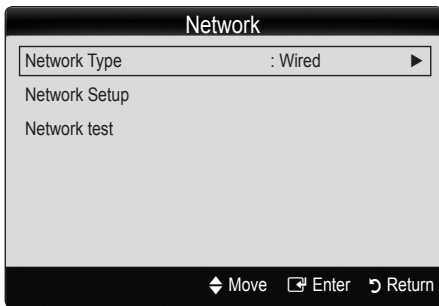 Network
Network Type : Wired ▶
Network Setup
Network test
Move Enter Return